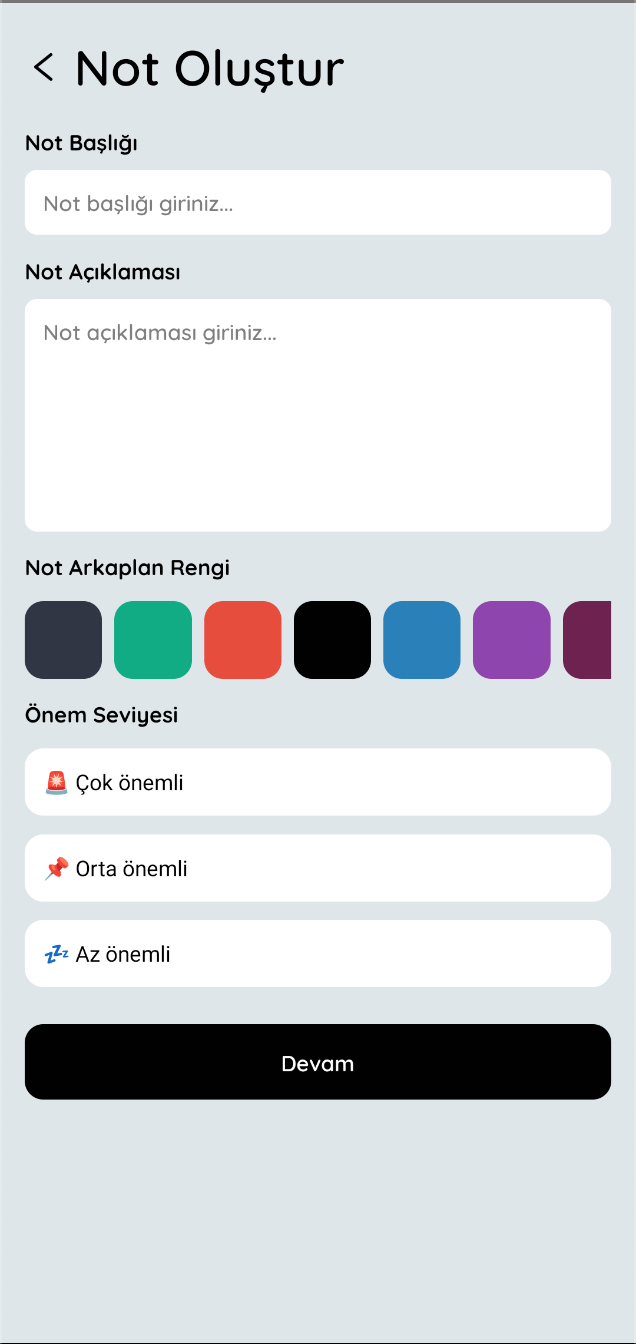 Not Oluştur
Not Başlığı
Not başlığı giriniz...
Not Açıklaması
Not açıklaması giriniz...
Not Arkaplan Rengi
Önem Seviyesi
🚨 Çok önemli
📌 Orta önemli
💤 Az önemli
Devam